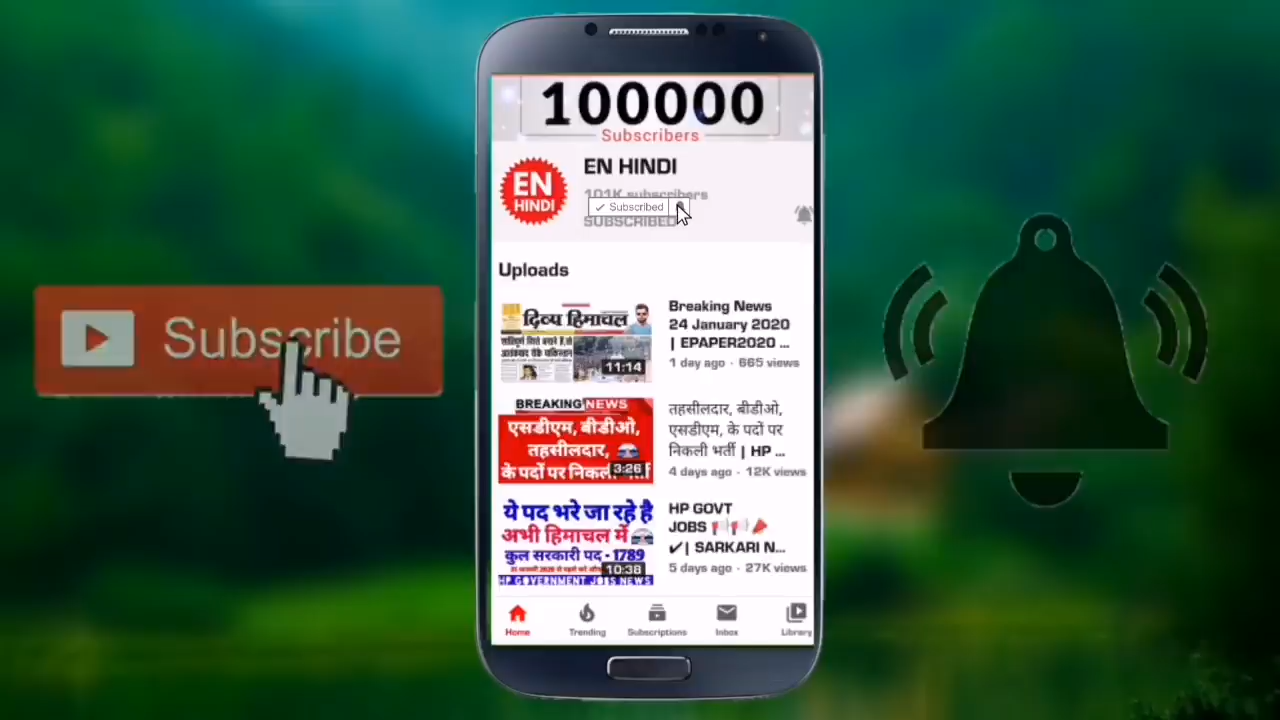 100000
Subscribers
EN
HINDI
EN HINDI
101K subscribers
Subscribed
SUBSCRIBED
Subscribe
Uploads
दिव्य हिमाचल
11:14
Breaking News
24 January 2020
| EPAPER2020 ...
1 day ago · 665 views
BREAKING NEWS
एसडीएम, बीडीओ,
तहसीलदार,
के पदों पर निकली भर्ती
3:26
तहसीलदार, बीडीओ,
एसडीएम, के पदों पर
निकली भर्ती | HP ...
4 days ago · 12K views
ये पद भरे जा रहे है
अभी हिमाचल में
कुल सरकारी पद - 1789
10:38
HP GOVERNMENT JOBS NEWS
HP GOVT
JOBS 📢📢📣
✔| SARKARI N...
5 days ago · 27K views
Home
Trending
Subscriptions
Inbox
Library